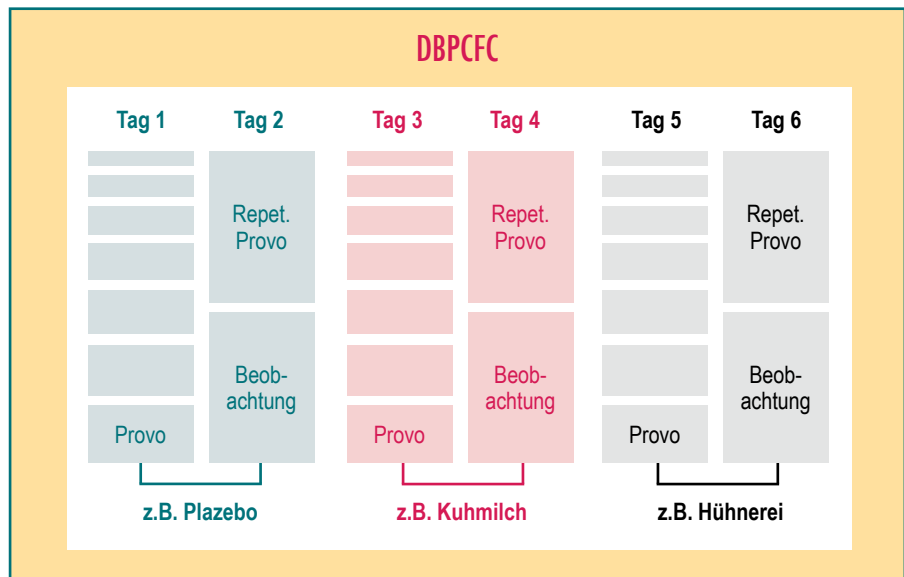 DBPCFC
Tag 1
Tag 2
Tag 3
Tag 4
Tag 5
Tag 6
Repet.
Provo
Repet.
Provo
Repet.
Provo
Provo
Beob-
achtung
Provo
Beob-
achtung
Provo
Beob-
achtung
z.B. Plazebo
z.B. Kuhmilch
z.B. Hühnerei